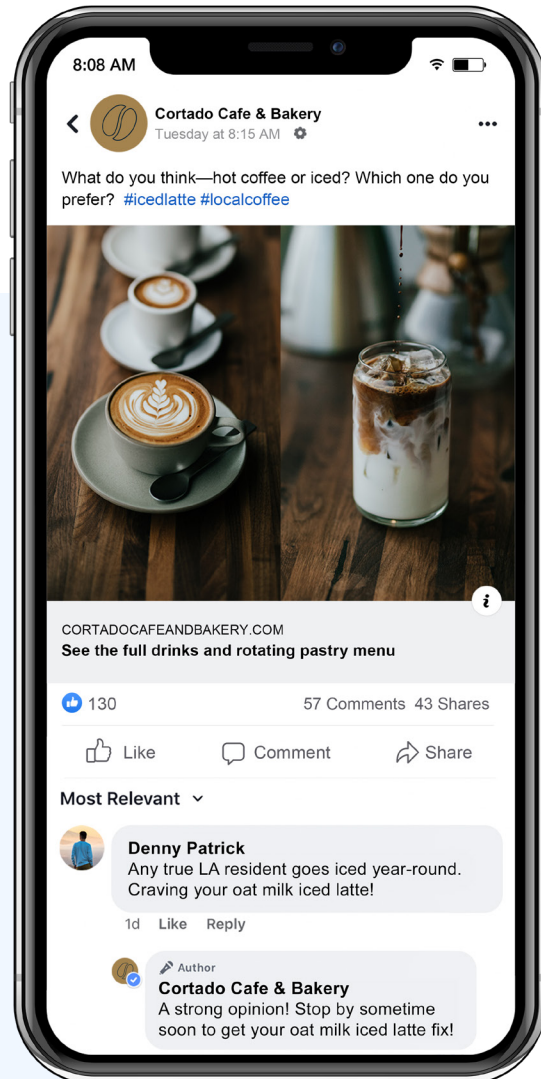 8:08 AM
Cortado Cafe & Bakery
Tuesday at 8:15 AM
What do you think—hot coffee or iced? Which one do you
prefer? #icedlatte #localcoffee
i
CORTADOCAFEANDBAKERY.COM
See the full drinks and rotating pastry menu
130
57 Comments 43 Shares
Like Comment Share
Most Relevant
Denny Patrick
Any true LA resident goes iced year-round.
Craving your oat milk iced latte!
1d Like Reply
Author
Cortado Cafe & Bakery
A strong opinion! Stop by sometime
soon to get your oat milk iced latte fix!